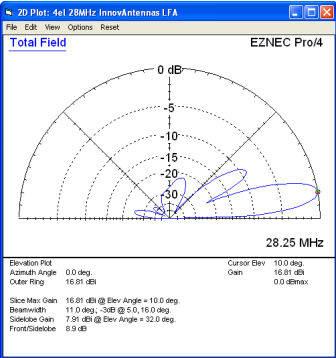 2D Plot: 4el 28MHz InnovAntennas LFA
File Edit View Options Reset
Total Field
EZNEC Pro/4
0 dB
-5
-10
-15
-20
-30
28.25 MHz
Elevation Plot
Azimuth Angle 0.0 deg.
Outer Ring 16.81 dBi
Cursor Elev 10.0 deg.
Gain 16.81 dBi
0.0 dBmax
Slice Max Gain 16.81 dBi @ Elev Angle = 10.0 deg.
Beamwidth 11.0 deg.; -3dB @ 5.0, 16.0 deg.
Sidelobe Gain 7.91 dBi @ Elev Angle = 32.0 deg.
Front/Sidelobe 8.9 dB